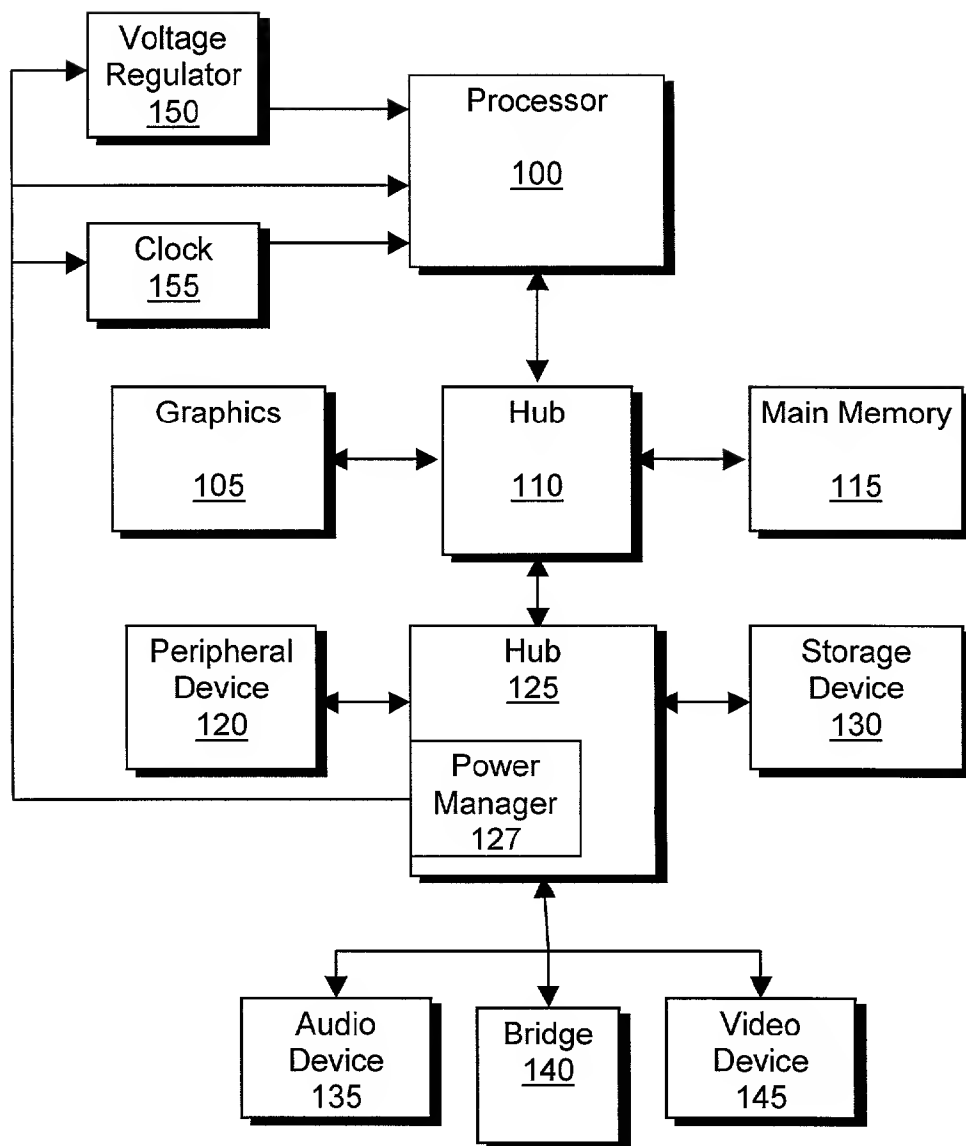 Voltage
Regulator
150
Processor
100
Clock
155
Graphics
105
Hub
110
Main Memory
115
Peripheral
Device
120
Hub
125
Storage
Device
130
Power
Manager
127
Audio
Device
135
Bridge
140
Video
Device
145